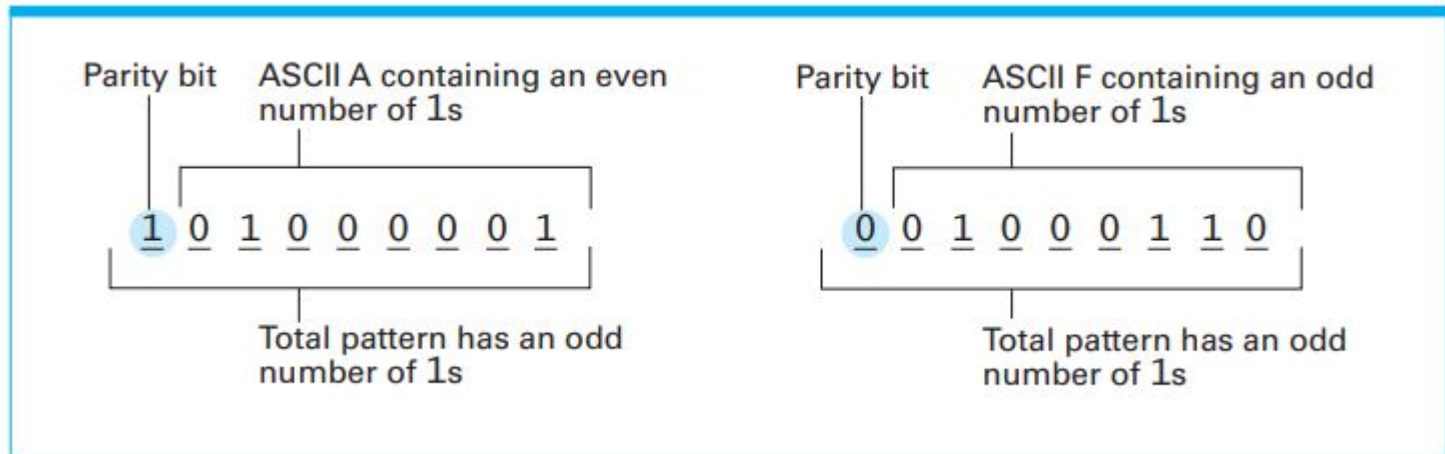 Parity bit
ASCII A containing an even
number of 1s
1 0 1 0 0 0 0 0 1
Total pattern has an odd
number of 1s
Parity bit
ASCII F containing an odd
number of 1s
0 0 1 0 0 0 1 1 0
Total pattern has an odd
number of 1s